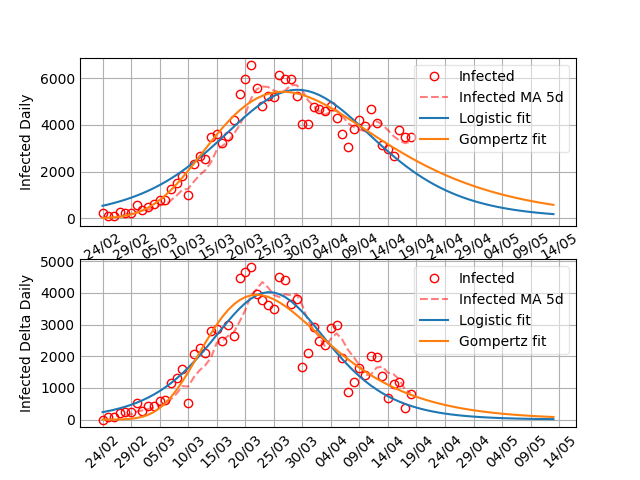 Infected Daily
6000
4000
2000
0
Infected
Infected MA 5d
Logistic fit
Gompertz fit
24/02 29/02 05/03 10/03 15/03 20/03 25/03 30/03 04/04 09/04 14/04 19/04 24/04 29/04 04/05 09/05 14/05
Infected Delta Daily
5000
4000
3000
2000
1000
0
Infected
Infected MA 5d
Logistic fit
Gompertz fit
24/02 29/02 05/03 10/03 15/03 20/03 25/03 30/03 04/04 09/04 14/04 19/04 24/04 29/04 04/05 09/05 14/05